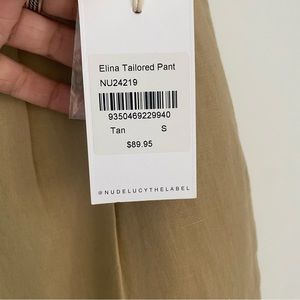 Elina Tailored Pant
NU24219
9350469229940
Tan S
$89.95
@NUDELUCYTHELABEL